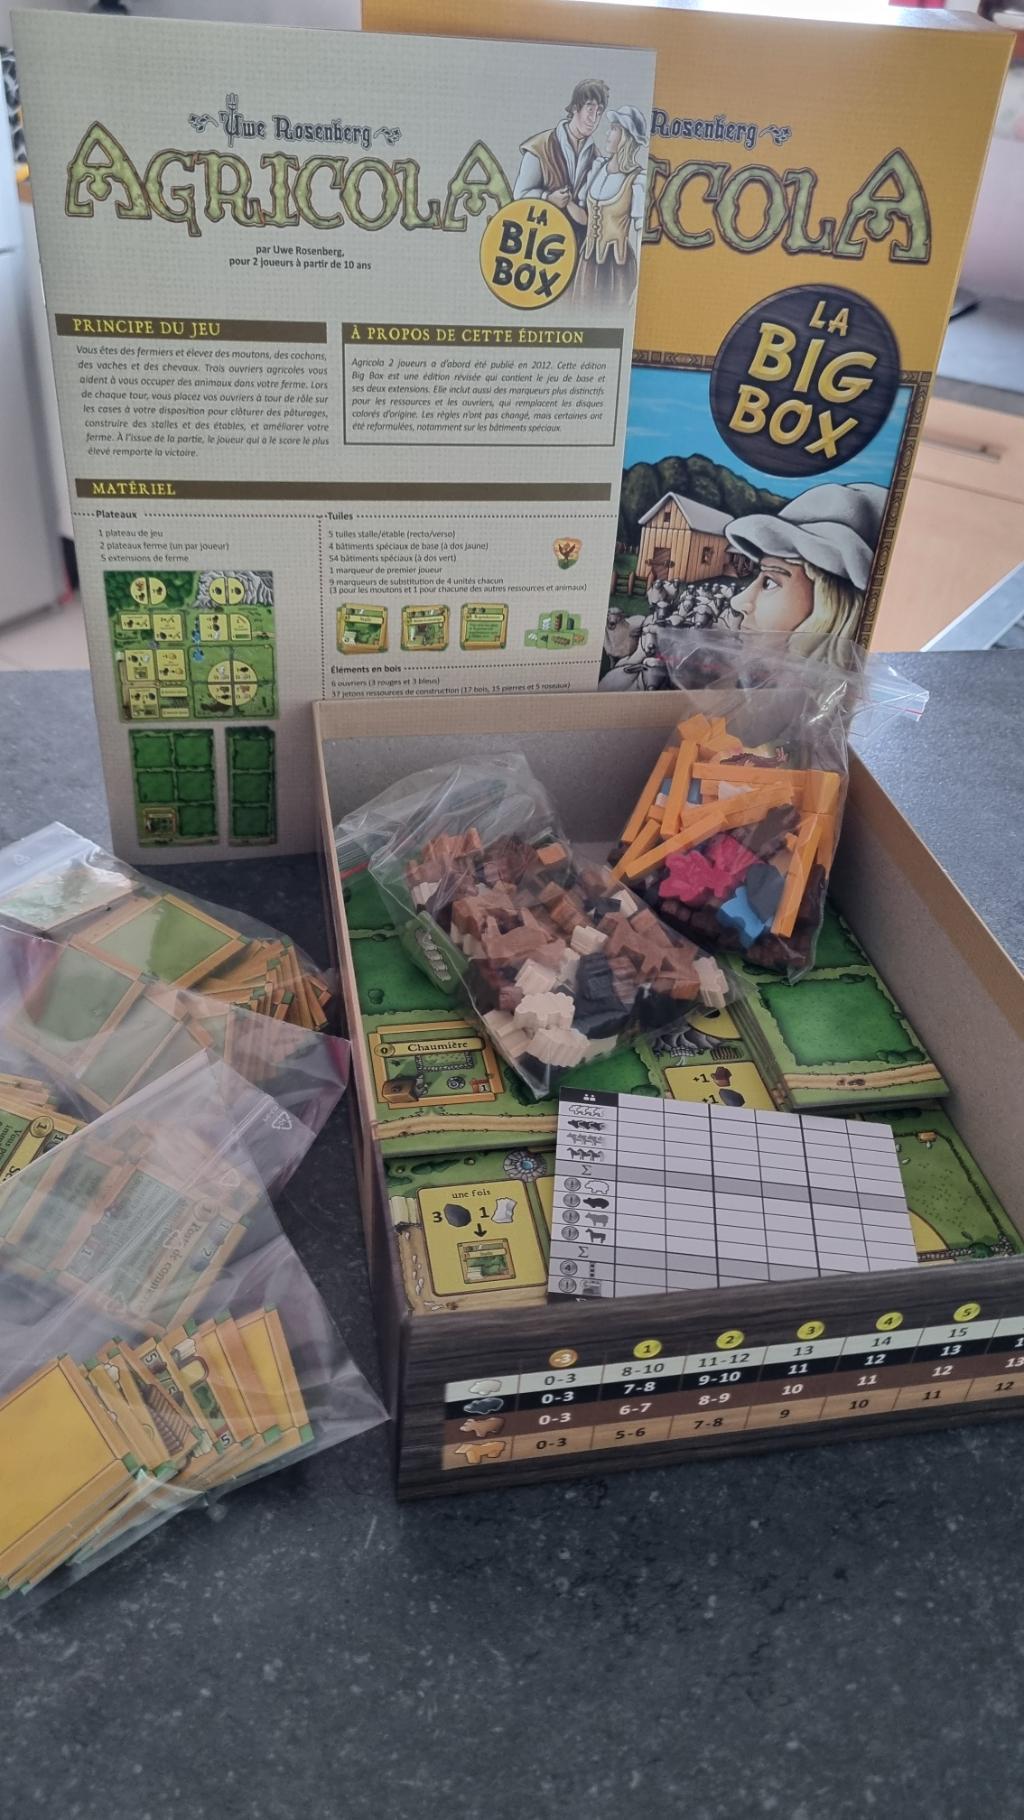 Uwe Rosenberg
AGRICOLA
LA
BIG
BOX
par Uwe Rosenberg,
pour 2 joueurs à partir de 10 ans
PRINCIPE DU JEU
Vous êtes des fermiers et élevez des moutons, des cochons,
des vaches et des chevaux. Trois ouvriers agricoles vous
aident à vous occuper des animaux dans votre ferme. Lors
de chaque tour, vous placez vos ouvriers à tour de rôle sur
les cases à votre disposition pour clôturer des pâturages,
construire des stalles et des étables, et améliorer votre
ferme. À l'issue de la partie, le joueur qui a le score le plus
élevé remporte la victoire.
À PROPOS DE CETTE ÉDITION
Agricola 2 joueurs a d'abord été publié en 2012. Cette édition
Big Box est une édition révisée qui contient le jeu de base et
ses deux extensions. Elle inclut aussi des marqueurs plus distinctifs
pour les ressources et les ouvriers, qui remplacent les disques
colorés d'origine. Les règles n'ont pas changé, mais certaines ont
été reformulées, notamment sur les bâtiments spéciaux.
MATÉRIEL
Plateaux
1 plateau de jeu
2 plateaux ferme (un par joueur)
5 extensions de ferme
Tuiles
5 tuiles stalle/étable (recto/verso)
4 bâtiments spéciaux de base (à dos jaune)
54 bâtiments spéciaux (à dos vert)
1 marqueur de premier joueur
9 marqueurs de substitution de 4 unités chacun
(3 pour les moutons et 1 pour chacune des autres ressources et animaux)
Éléments en bois
6 ouvriers (3 rouges et 3 bleus)
37 jetons ressources de construction (17 bois, 15 pierres et 5 roseaux)
Rosenberg
ICOLA
LA
BIG
BOX
0 Chaumière
+1
+1
une fois
3 1
Σ
Σ
4
-3 1 2 3 4 5
0-3 8-10 11-12 13 14 15
0-3 7-8 9-10 11 12 13
0-3 6-7 8-9 10 11 12 13
0-3 5-6 7-8 9 10 11 12
5